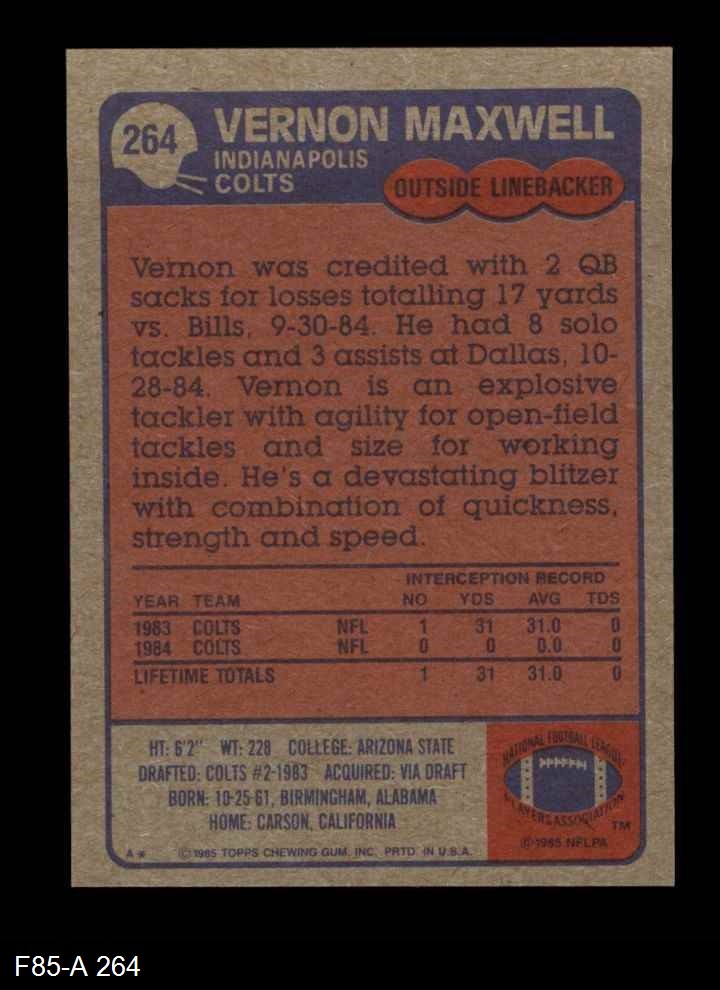 264
VERNON MAXWELL
INDIANAPOLIS
COLTS
OUTSIDE LINEBACKER
Vernon was credited with 2 QB
sacks for losses totalling 17 yards
vs. Bills, 9-30-84. He had 8 solo
tackles and 3 assists at Dallas, 10-
28-84. Vernon is an explosive
tackler with agility for open-field
tackles and size for working
inside. He's a devastating blitzer
with combination of quickness,
strength and speed.
INTERCEPTION RECORD
YEAR TEAM NO YDS AVG TDS
1983 COLTS NFL 1 31 31.0 0
1984 COLTS NFL 0 0 0.0 0
LIFETIME TOTALS 1 31 31.0 0
HT: 6'2" WT: 228 COLLEGE: ARIZONA STATE
DRAFTED: COLTS #2-1983 ACQUIRED: VIA DRAFT
BORN: 10-25-61, BIRMINGHAM, ALABAMA
HOME: CARSON, CALIFORNIA
A* © 1985 TOPPS CHEWING GUM, INC. PRTD. IN U.S.A.
NATIONAL FOOTBALL LEAGUE
PLAYERS ASSOCIATION
TM
© 1985 NFLPA
F85-A 264